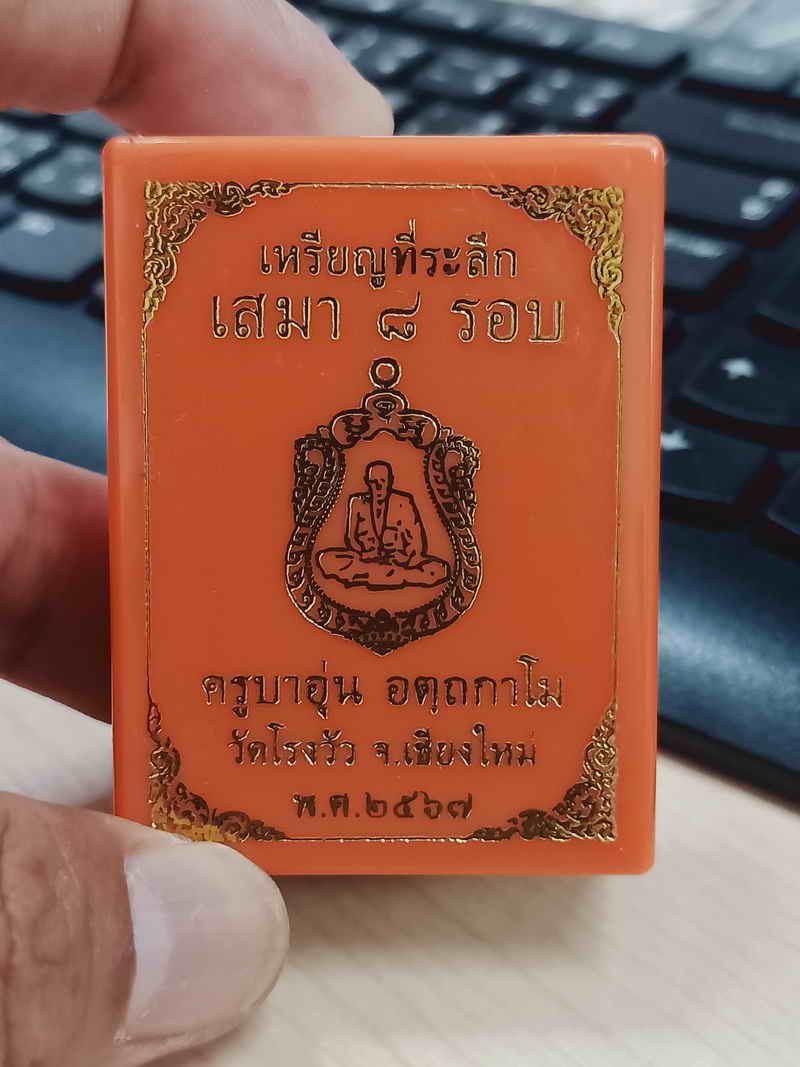 เหรียญที่ระลึก
เสมา ๘ รอบ
ครูบาอุ่น อตฺถกาโม
วัดโรงวัว จ.เชียงใหม่
พ.ศ.๒๕๖๗